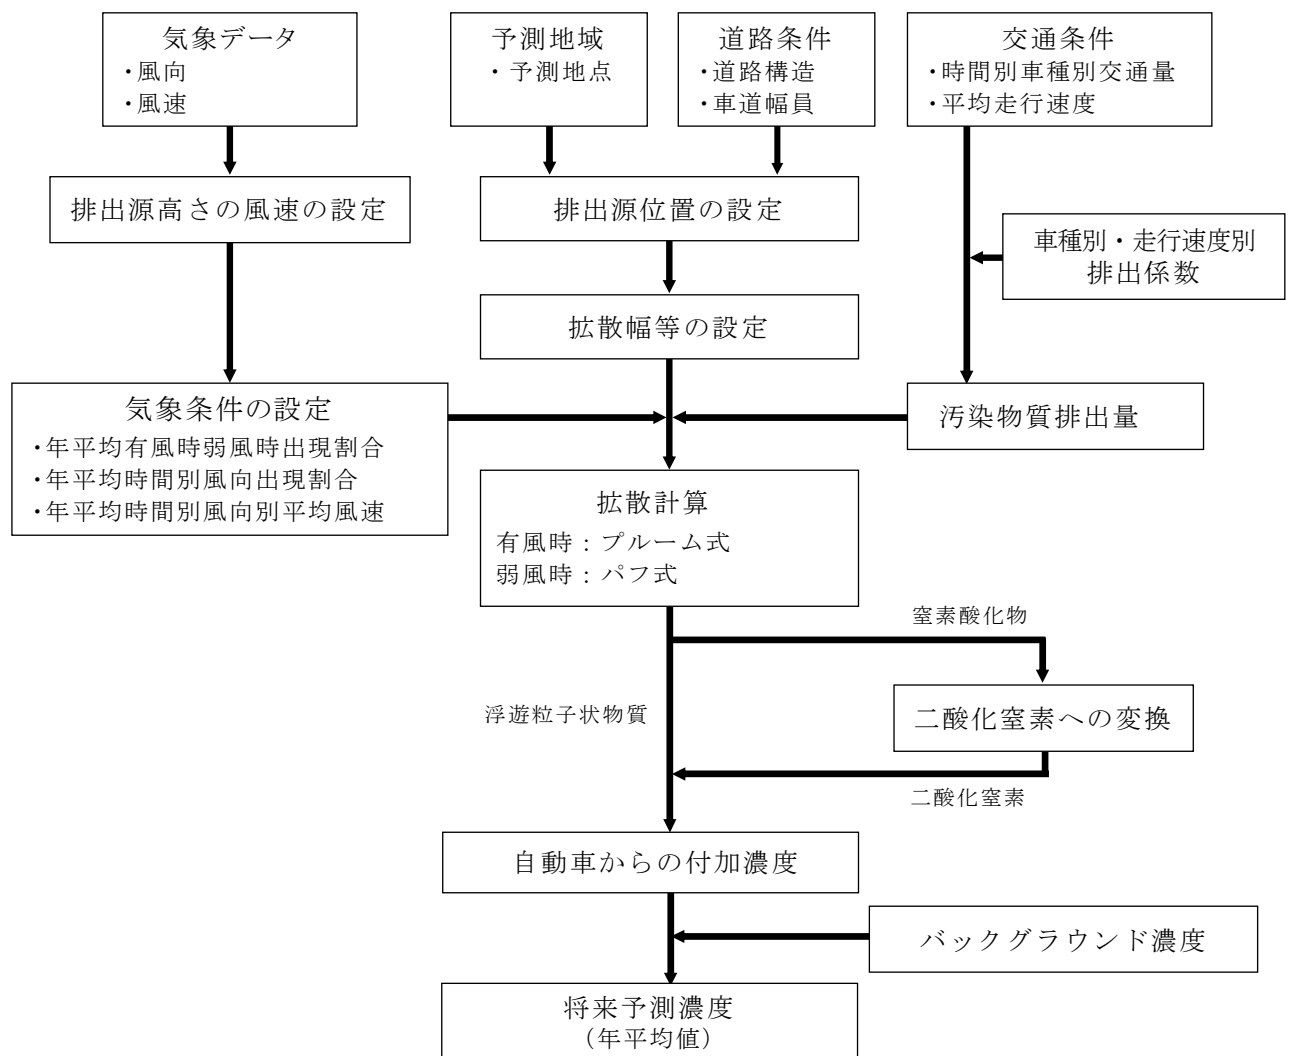 気象データ
・風向
・風速
予測地域
・予測地点
道路条件
・道路構造
・車道幅員
交通条件
・時間別車種別交通量
・平均走行速度
排出源高さの風速の設定
排出源位置の設定
車種別・走行速度別
排出係数
拡散幅等の設定
気象条件の設定
・年平均有風時弱風時出現割合
・年平均時間別風向出現割合
・年平均時間別風向別平均風速
汚染物質排出量
拡散計算
有風時：プルーム式
弱風時：パフ式
窒素酸化物
浮遊粒子状物質
二酸化窒素への変換
二酸化窒素
自動車からの付加濃度
バックグラウンド濃度
将来予測濃度
（年平均値）